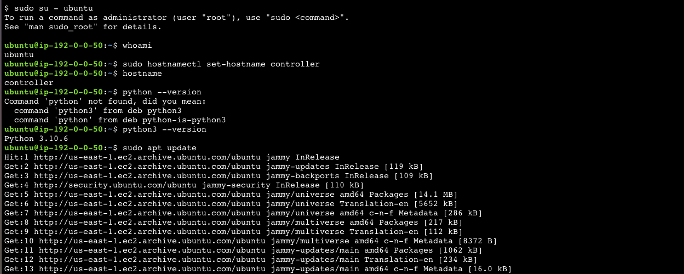 $ sudo su - ubuntu
To run a command as administrator (user "root"), use "sudo <command>".
See "man sudo_root" for details.
ubuntu@ip-192-0-0-50:~$ whoami
ubuntu
ubuntu@ip-192-0-0-50:~$ sudo hostnamectl set-hostname controller
ubuntu@ip-192-0-0-50:~$ hostname
controller
ubuntu@ip-192-0-0-50:~$ python --version
Command 'python' not found, did you mean:
  command 'python3' from deb python3
  command 'python' from deb python-is-python3
ubuntu@ip-192-0-0-50:~$ python3 --version
Python 3.10.6
ubuntu@ip-192-0-0-50:~$ sudo apt update
Hit:1 http://us-east-1.ec2.archive.ubuntu.com/ubuntu jammy InRelease
Get:2 http://us-east-1.ec2.archive.ubuntu.com/ubuntu jammy-updates InRelease [119 kB]
Get:3 http://us-east-1.ec2.archive.ubuntu.com/ubuntu jammy-backports InRelease [109 kB]
Get:4 http://security.ubuntu.com/ubuntu jammy-security InRelease [110 kB]
Get:5 http://us-east-1.ec2.archive.ubuntu.com/ubuntu jammy/universe amd64 Packages [14.1 MB]
Get:6 http://us-east-1.ec2.archive.ubuntu.com/ubuntu jammy/universe Translation-en [5652 kB]
Get:7 http://us-east-1.ec2.archive.ubuntu.com/ubuntu jammy/universe amd64 c-n-f Metadata [286 kB]
Get:8 http://us-east-1.ec2.archive.ubuntu.com/ubuntu jammy/multiverse amd64 Packages [217 kB]
Get:9 http://us-east-1.ec2.archive.ubuntu.com/ubuntu jammy/multiverse Translation-en [112 kB]
Get:10 http://us-east-1.ec2.archive.ubuntu.com/ubuntu jammy/multiverse amd64 c-n-f Metadata [8372 B]
Get:11 http://us-east-1.ec2.archive.ubuntu.com/ubuntu jammy-updates/main amd64 Packages [1062 kB]
Get:12 http://us-east-1.ec2.archive.ubuntu.com/ubuntu jammy-updates/main Translation-en [234 kB]
Get:13 http://us-east-1.ec2.archive.ubuntu.com/ubuntu jammy-updates/main amd64 c-n-f Metadata [16.0 kB]